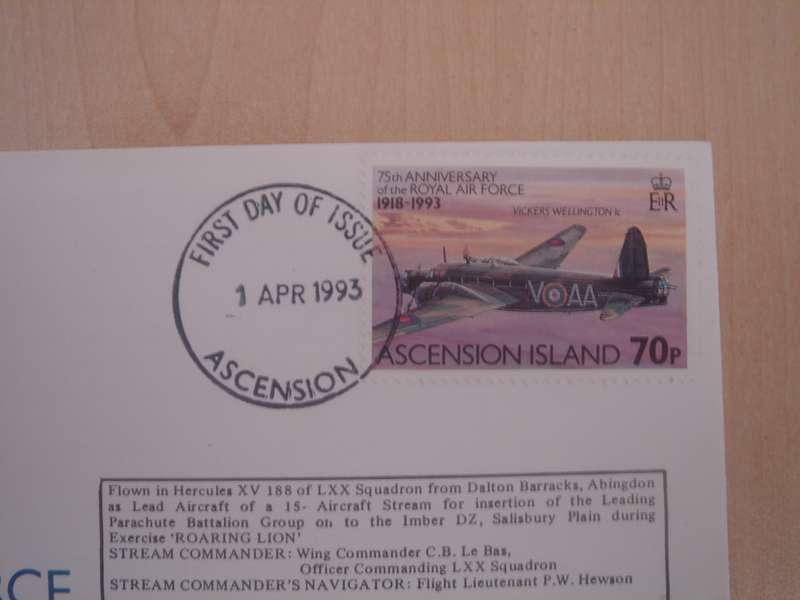 75th ANNIVERSARY
of the ROYAL AIR FORCE
1918-1993
EIIR
VICKERS WELLINGTON Ic
FIRST DAY OF ISSUE
1 APR 1993
ASCENSION
V AA
ASCENSION ISLAND 70p
Flown in Hercules XV 188 of LXX Squadron from Dalton Barracks, Abingdon
as Lead Aircraft of a 15- Aircraft Stream for insertion of the Leading
Parachute Battalion Group on to the Imber DZ, Salisbury Plain during
Exercise 'ROARING LION'
STREAM COMMANDER: Wing Commander C.B. Le Bas,
Officer Commanding LXX Squadron
STREAM COMMANDER'S NAVIGATOR: Flight Lieutenant P.W. Hewson
RCE